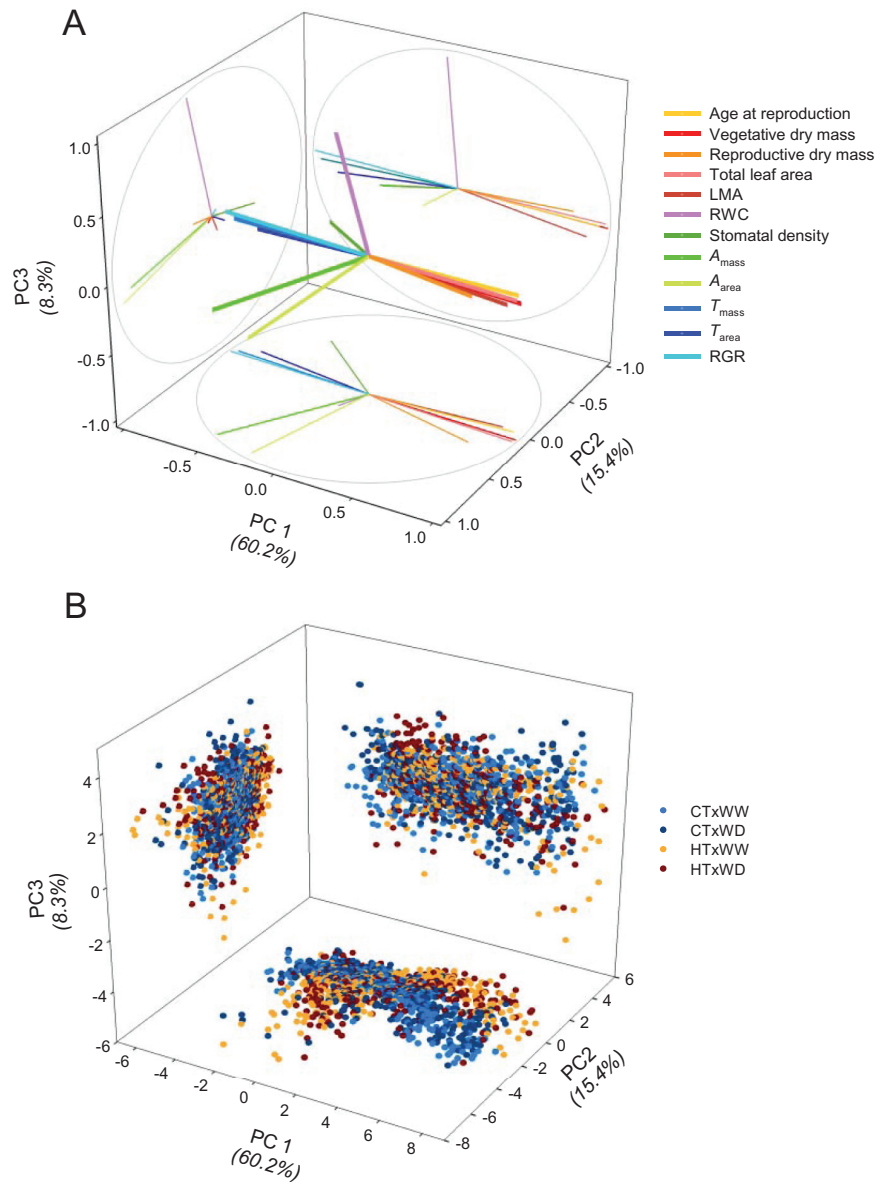 A
1.0
0.5
0.0
-0.5
-1.0
PC3
(8.3%)
-0.5
0.0
0.5
1.0
PC 1
(60.2%)
-1.0
-0.5
0.0
0.5
1.0
PC2
(15.4%)
Age at reproduction
Vegetative dry mass
Reproductive dry mass
Total leaf area
LMA
RWC
Stomatal density
Amass
Aarea
Tmass
Tarea
RGR
B
4
2
0
-2
-4
-6
PC3
(8.3%)
-6
-4
-2
0
2
4
6
8
PC 1
(60.2%)
6
4
2
0
-2
-4
-6
-8
PC2
(15.4%)
CTxWW
CTxWD
HTxWW
HTxWD